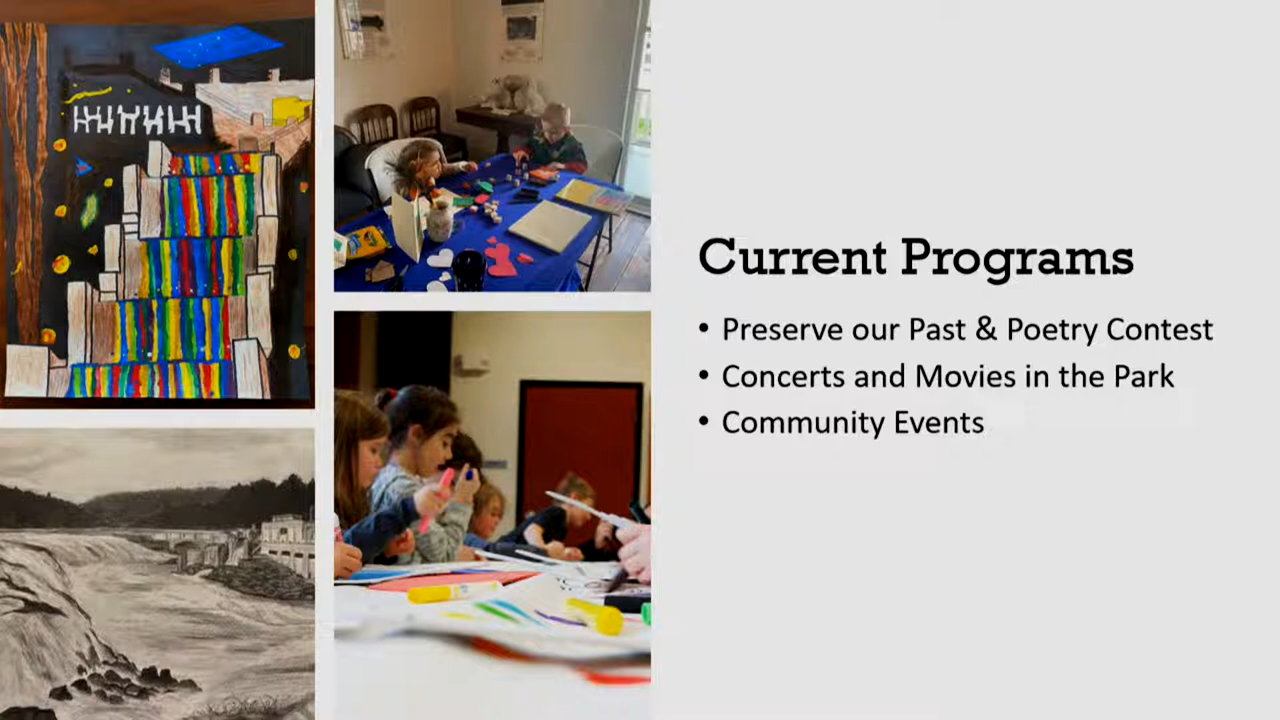 Current Programs
• Preserve our Past & Poetry Contest
• Concerts and Movies in the Park
• Community Events